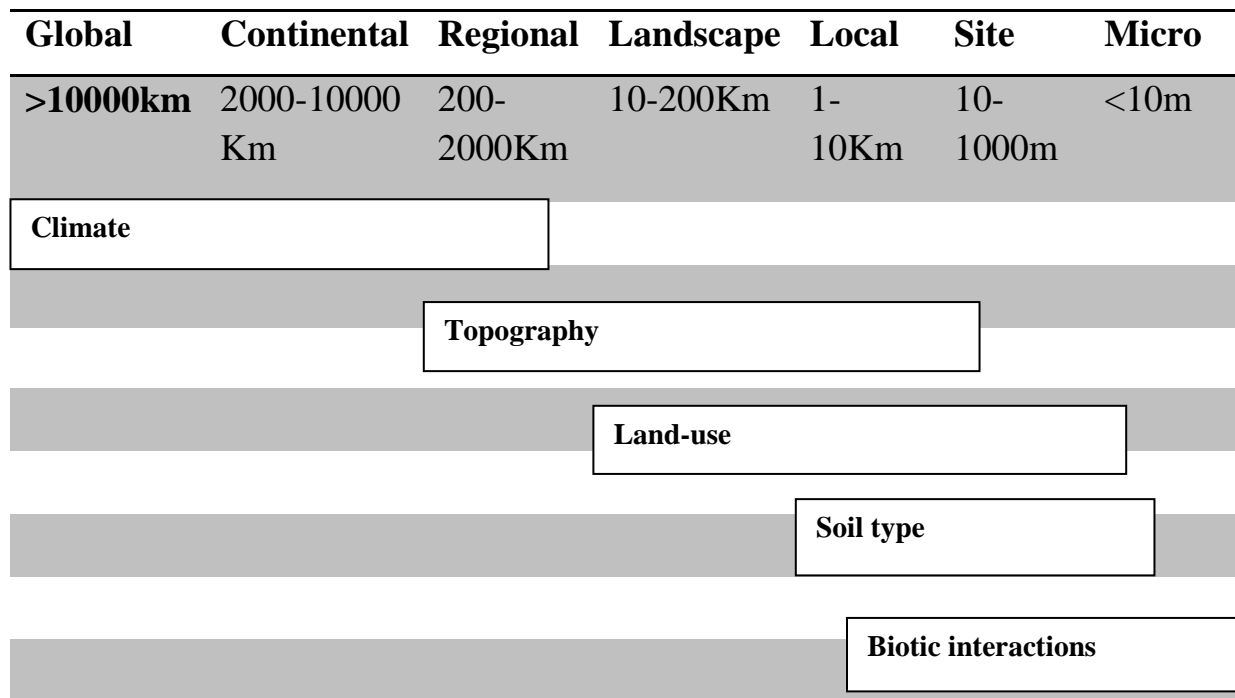 Global Continental Regional Landscape Local Site Micro
>10000km 2000-10000 200- 10-200Km 1- 10- <10m
Km 2000Km 10Km 1000m
Climate
Topography
Land-use
Soil type
Biotic interactions